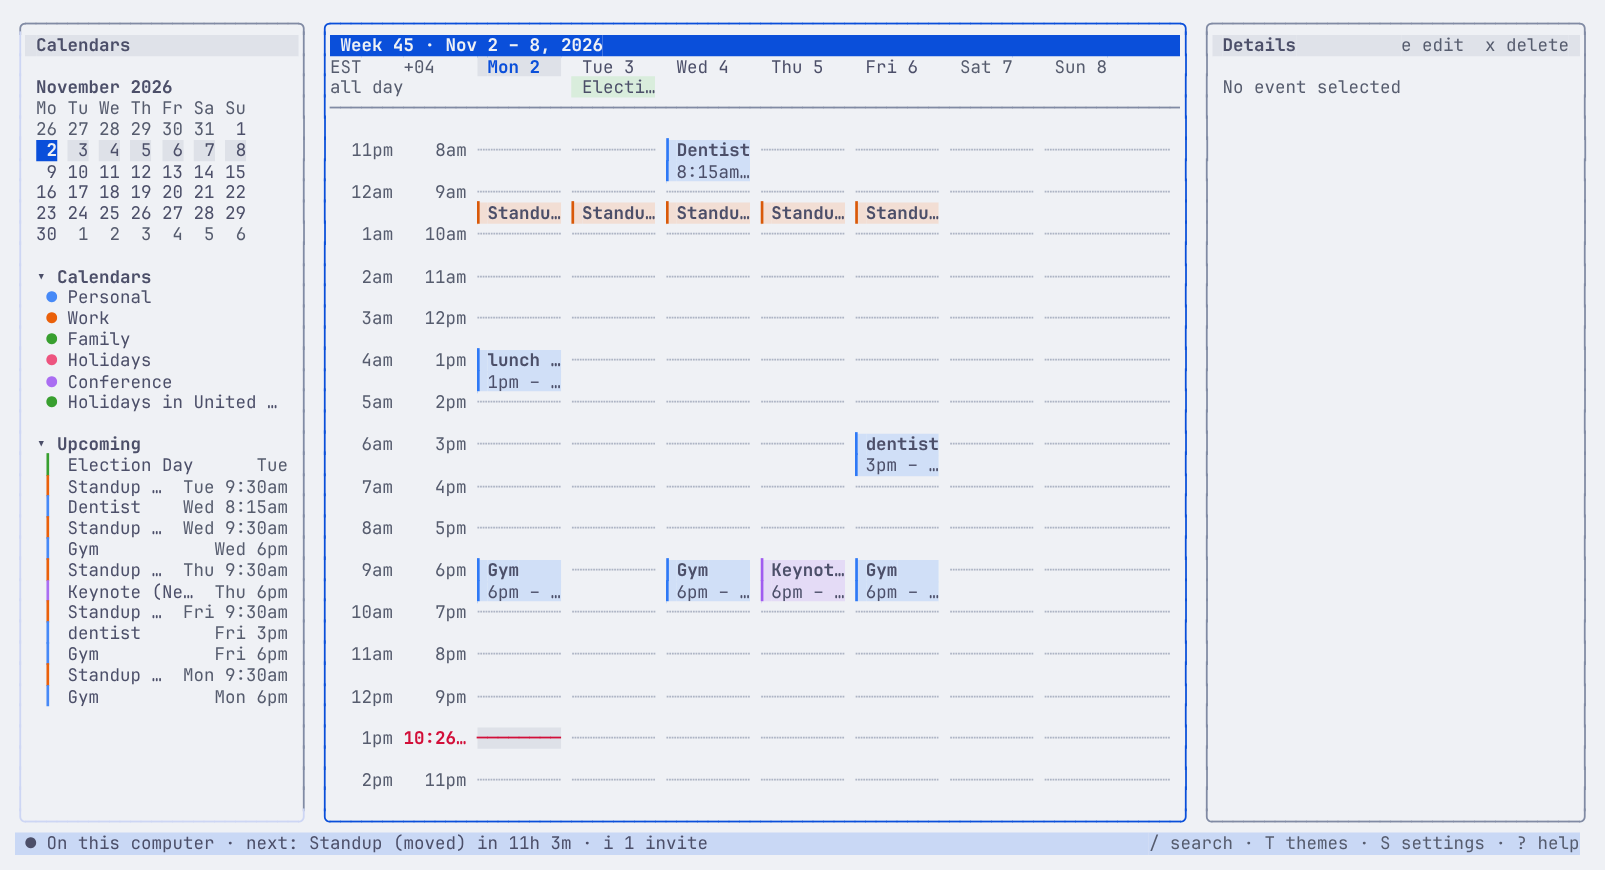 Calendars
November 2026
Mo Tu We Th Fr Sa Su
26 27 28 29 30 31 1
2 3 4 5 6 7 8
9 10 11 12 13 14 15
16 17 18 19 20 21 22
23 24 25 26 27 28 29
30 1 2 3 4 5 6
▾ Calendars
● Personal
● Work
● Family
● Holidays
● Conference
● Holidays in United …
▾ Upcoming
Election Day Tue
Standup … Tue 9:30am
Dentist Wed 8:15am
Standup … Wed 9:30am
Gym Wed 6pm
Standup … Thu 9:30am
Keynote (Ne… Thu 6pm
Standup … Fri 9:30am
dentist Fri 3pm
Gym Fri 6pm
Standup … Mon 9:30am
Gym Mon 6pm
Week 45 · Nov 2 – 8, 2026
EST +04 Mon 2 Tue 3 Wed 4 Thu 5 Fri 6 Sat 7 Sun 8
all day Electi…
11pm 8am Dentist
8:15am…
12am 9am
Standu… Standu… Standu… Standu… Standu…
1am 10am
2am 11am
3am 12pm
4am 1pm lunch …
1pm – …
5am 2pm
6am 3pm dentist
3pm – …
7am 4pm
8am 5pm
9am 6pm Gym Gym Keynot… Gym
6pm – … 6pm – … 6pm – … 6pm – …
10am 7pm
11am 8pm
12pm 9pm
1pm 10:26…
2pm 11pm
Details e edit x delete
No event selected
● On this computer · next: Standup (moved) in 11h 3m · i 1 invite
/ search · T themes · S settings · ? help